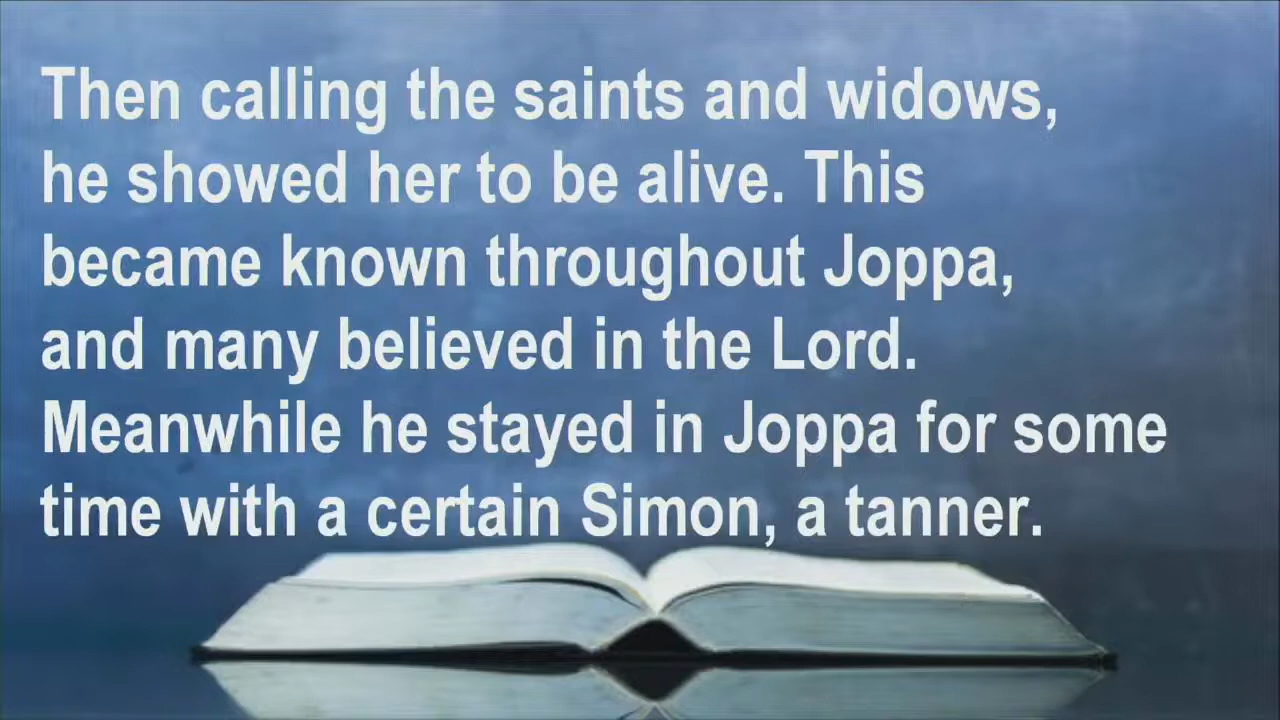 Then calling the saints and widows,
he showed her to be alive. This
became known throughout Joppa,
and many believed in the Lord.
Meanwhile he stayed in Joppa for some
time with a certain Simon, a tanner.